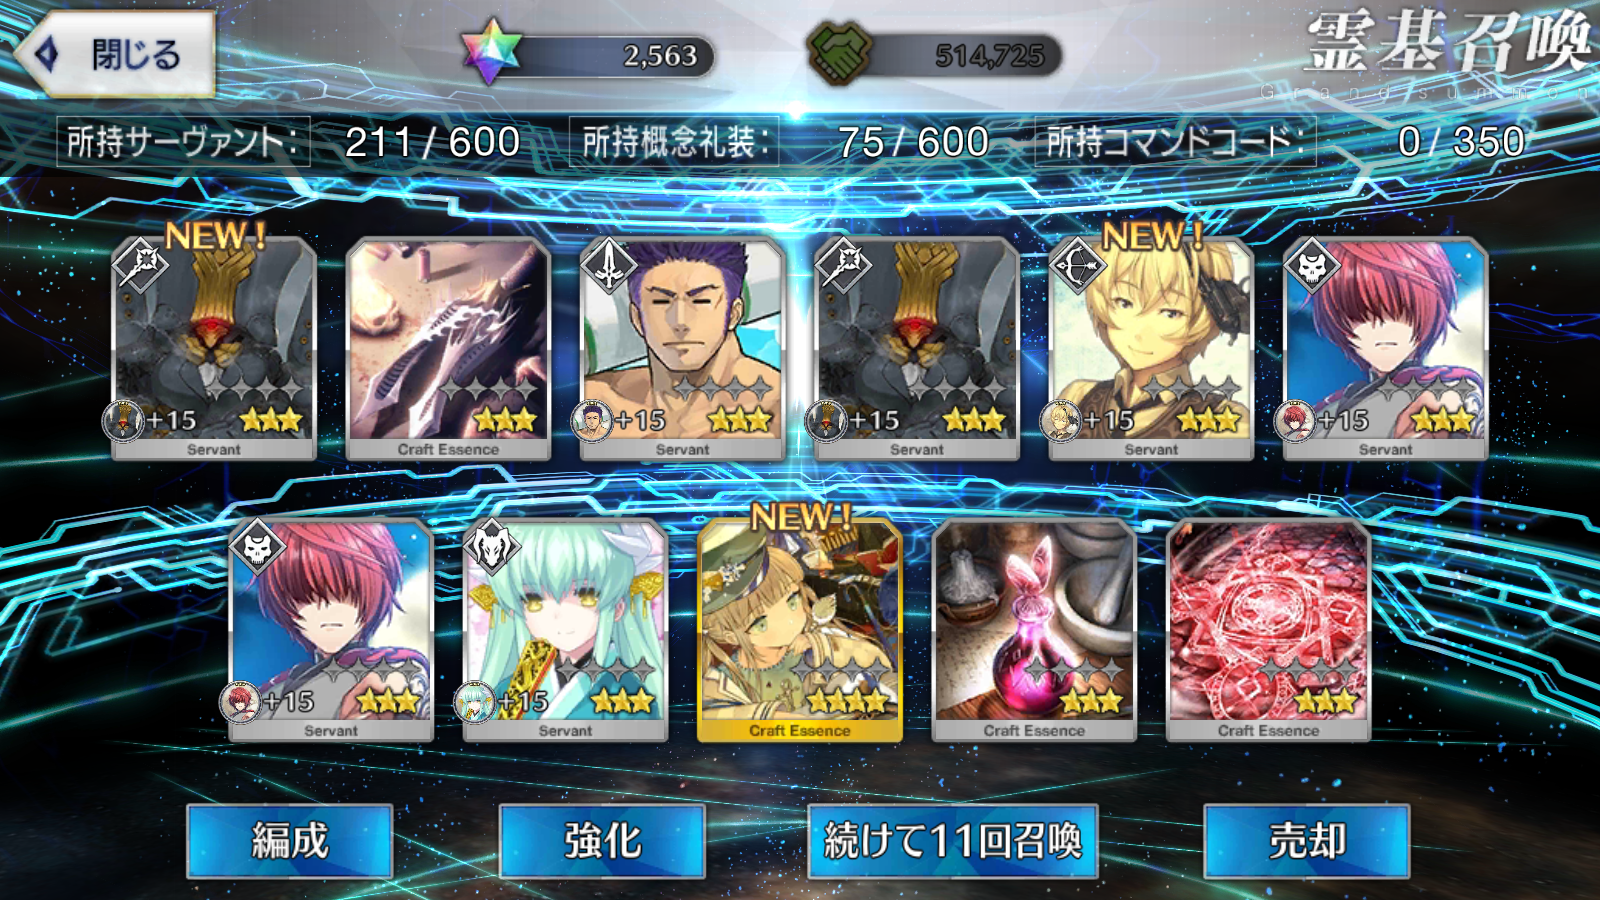 閉じる
2,563
514,725
霊基召喚
Grand summon
所持サーヴァント: 211 / 600
所持概念礼装: 75 / 600
所持コマンドコード: 0 / 350
NEW!
NEW!
+15
+15
+15
+15
+15
Servant
Craft Essence
Servant
Servant
Servant
Servant
NEW!
+15
+15
Servant
Servant
Craft Essence
Craft Essence
Craft Essence
編成
強化
続けて11回召喚
売却